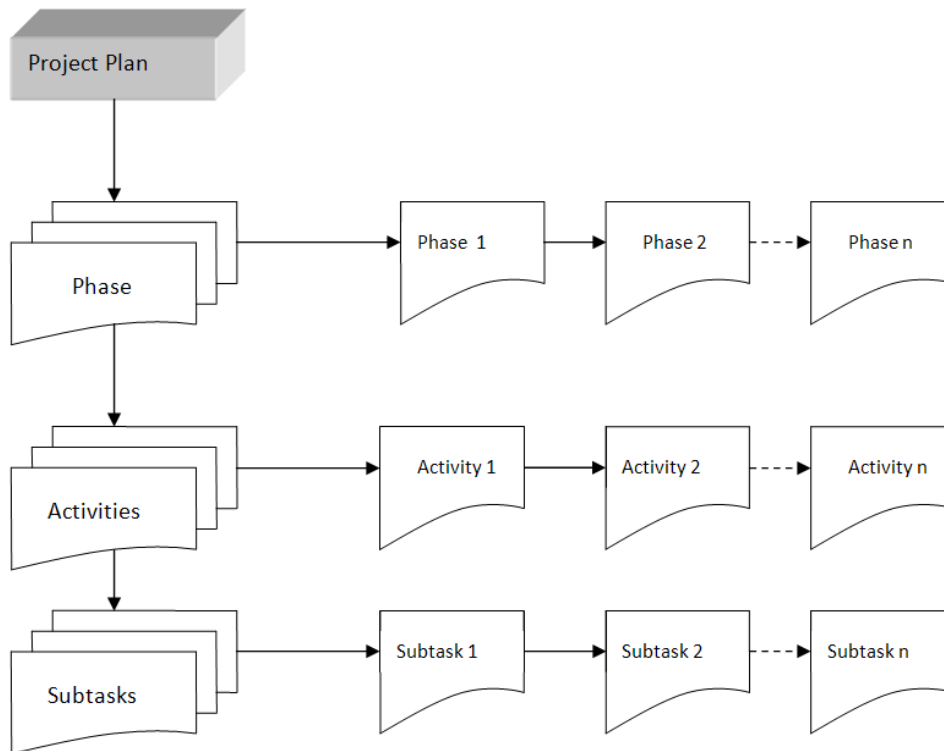 Project Plan
Phase
Phase 1
Phase 2
Phase n
Activities
Activity 1
Activity 2
Activity n
Subtasks
Subtask 1
Subtask 2
Subtask n